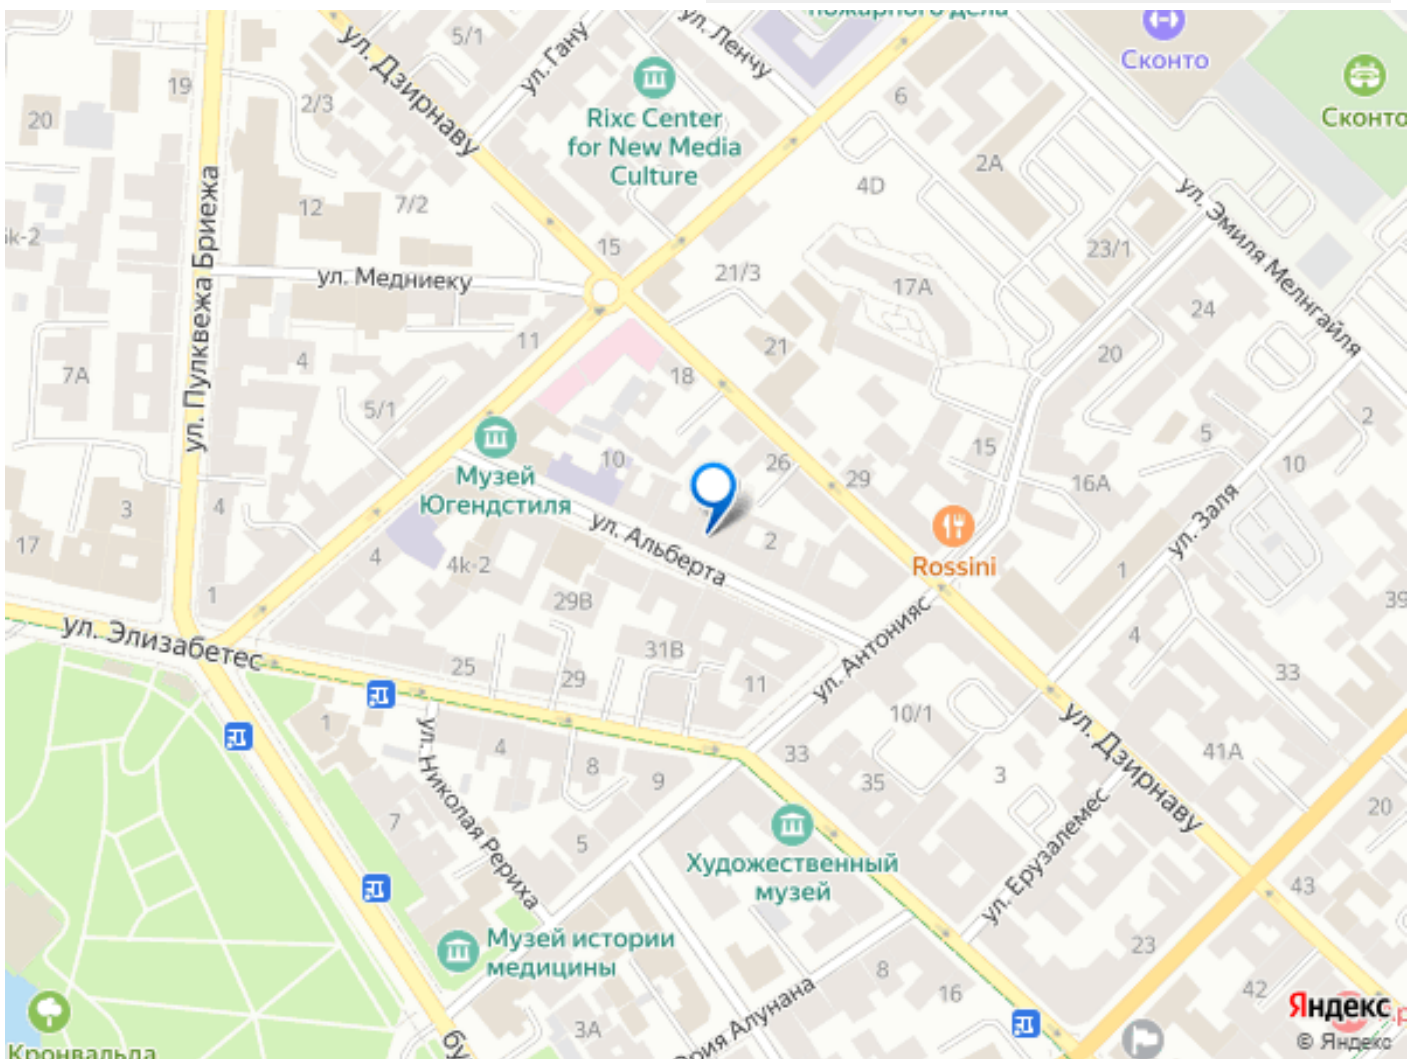 пожарного дела
ул. Ленчу
Сконто
5/1
ул. Гану
ул. Дзирнаву
19
2/3
20
6
Rixc Center
for New Media
Culture
Сконто
2A
4D
ул. Эмиля Мелнгайля
12
7/2
ул. Пулквежа Бриежа
15
23/1
ул. Медниеку
21/3
17A
24
11
21
20
4
7A
18
5/1
2
5
15
Музей
Югендстиля
10
26
29
16A
10
3
4
17
ул. Альберта
2
Rossini
ул. Заля
4
4k-2
1
1
29B
39
ул. Элизабетес
ул. Антонияс
4
31B
25
29
11
33
10/1
ул. Дзирнаву
1
ул. Николая Рериха
4
8
9
33
35
3
41A
ул. Ерузалемес
20
7
5
Художественный
музей
43
Музей истории
медицины
23
8
16
42
3A
Алунана
Кронвальда
Яндекс
© Яндекс